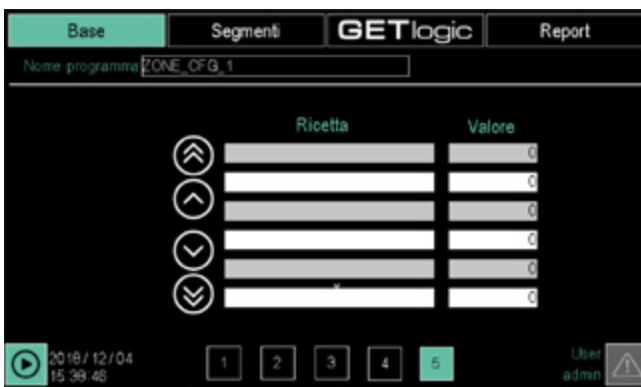 Base Segmenti GETlogic Report
Nome programma ZONE_CFG_1
Ricetta Valore
0
0
0
0
0
0
2018/12/04
15:39:46
1 2 3 4 5
User
admin